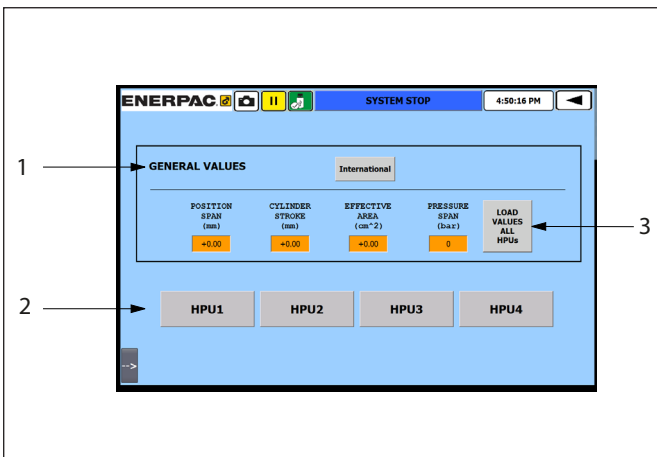 ENERPAC SYSTEM STOP 4:50:16 PM
1
GENERAL VALUES International
POSITION SPAN (mm)
CYLINDER STROKE (mm)
EFFECTIVE AREA (cm^2)
PRESSURE SPAN (bar)
LOAD VALUES ALL HPUs
3
+0.00 +0.00 +0.00 0
2
HPU1 HPU2 HPU3 HPU4
-->